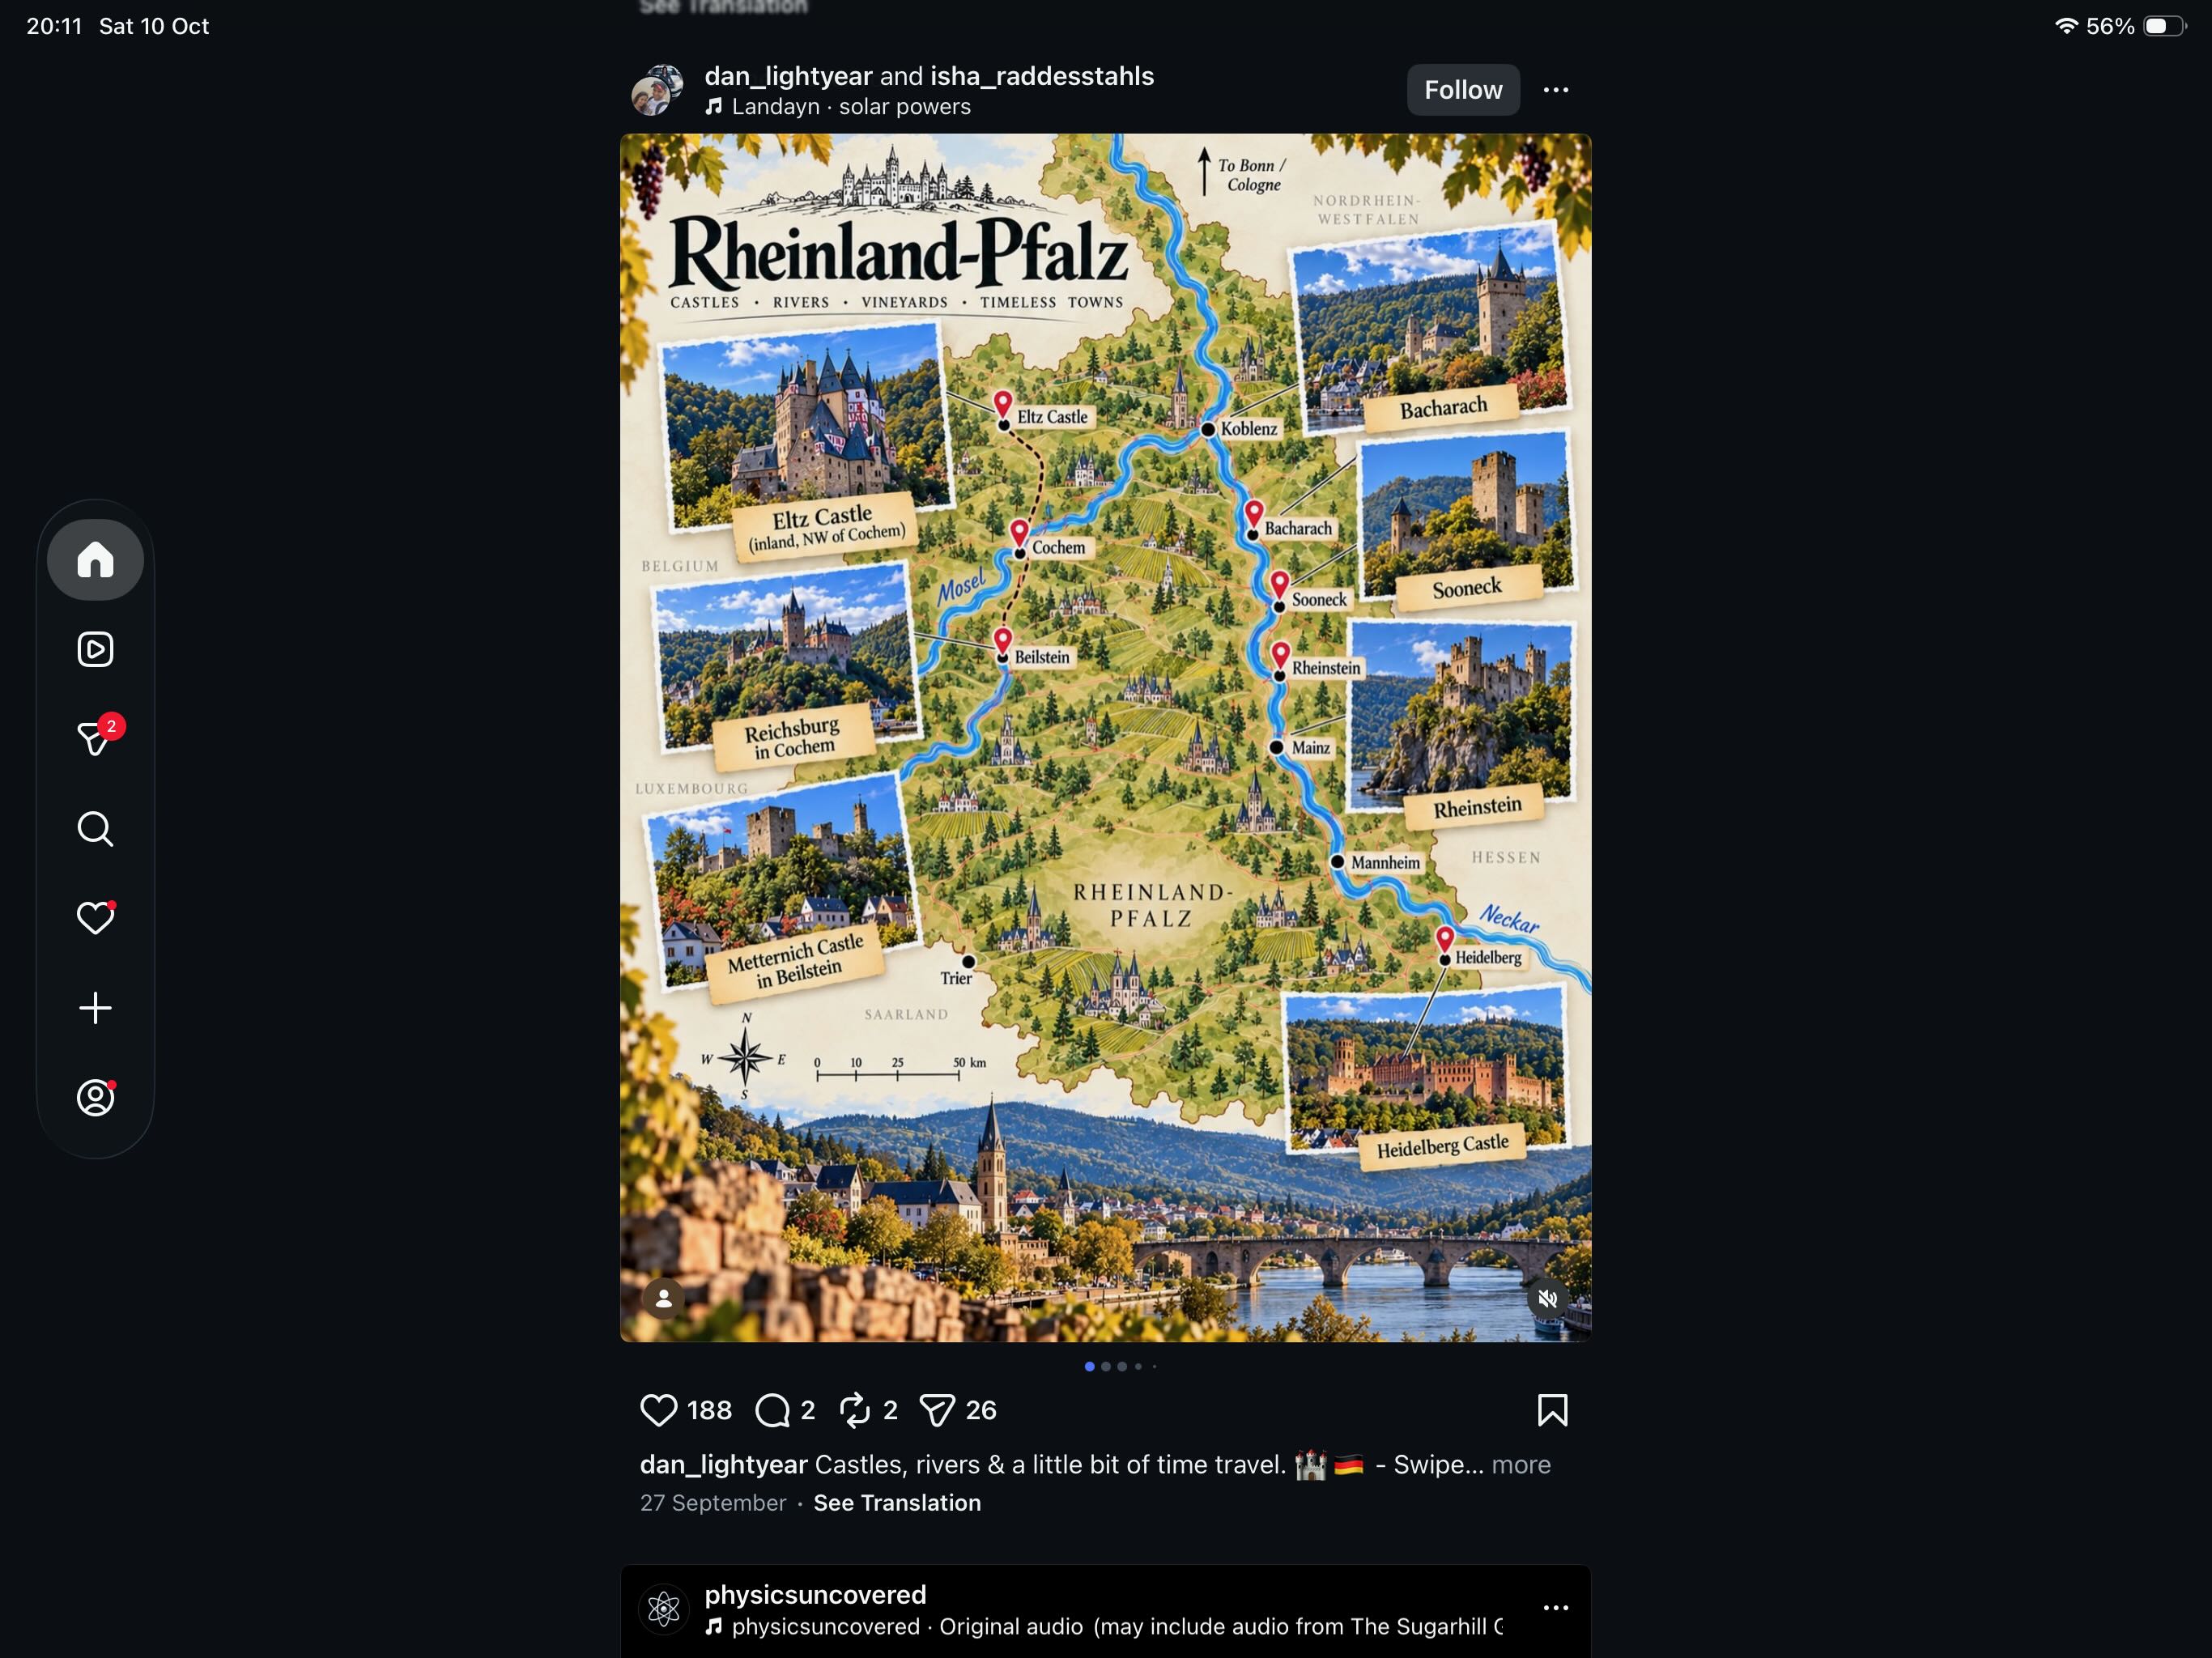 See Translation
20:11 Sat 10 Oct
56%
dan_lightyear and isha_raddesstahls
Landayn · solar powers
Follow
To Bonn /
Cologne
NORDRHEIN-
WESTFALEN
Rheinland-Pfalz
CASTLES • RIVERS • VINEYARDS • TIMELESS TOWNS
Bacharach
Eltz Castle
Koblenz
Eltz Castle
(inland, NW of Cochem)
Bacharach
Cochem
Sooneck
Sooneck
BELGIUM
Mosel
Beilstein
Rheinstein
Reichsburg
in Cochem
Mainz
LUXEMBOURG
Rheinstein
Mannheim
HESSEN
RHEINLAND-
PFALZ
Neckar
Metternich Castle
in Beilstein
Trier
Heidelberg
SAARLAND
N
W E
S
0 10 25 50 km
Heidelberg Castle
2
188 2 2 26
dan_lightyear Castles, rivers & a little bit of time travel. 🏰🇩🇪 - Swipe... more
27 September · See Translation
physicsuncovered
physicsuncovered · Original audio (may include audio from The Sugarhill